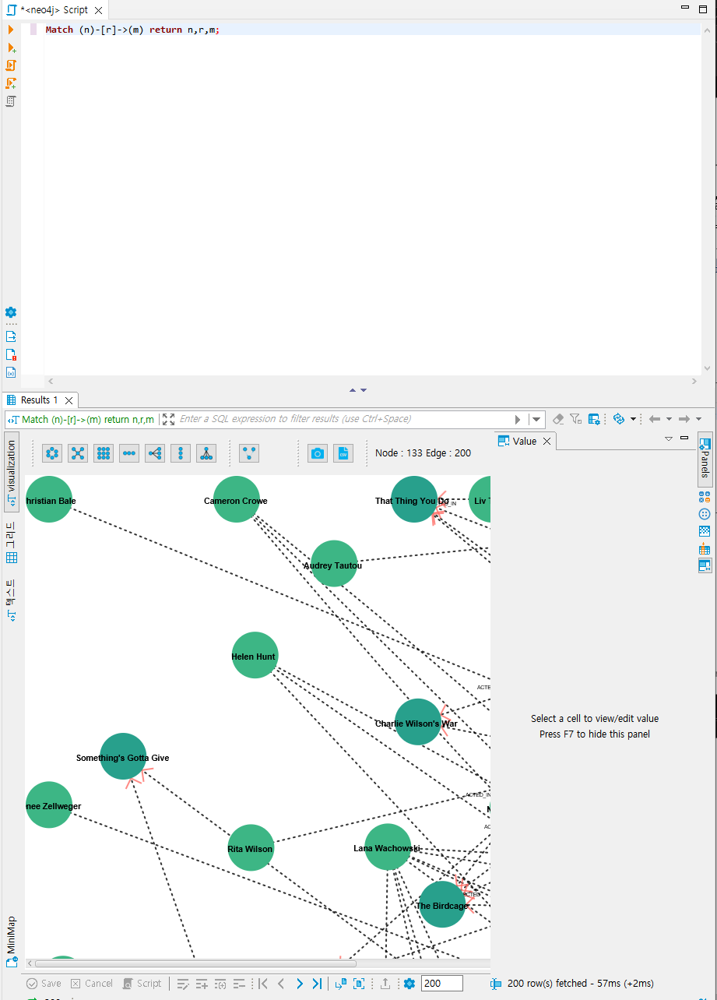 *<neo4j> Script
Match (n)-[r]->(m) return n,r,m;
Results 1
Match (n)-[r]->(m) return n,r,m
Enter a SQL expression to filter results (use Ctrl+Space)
visualization
그리드
텍스트
MiniMap
Node : 133 Edge : 200
Value
Panels
hristian Bale
Cameron Crowe
That Thing You Do
_IN
Liv T
Audrey Tautou
Helen Hunt
ACTE
Charlie Wilson's War
Select a cell to view/edit value
Press F7 to hide this panel
Something's Gotta Give
ACTED_IN
nee Zellweger
AC
Rita Wilson
Lana Wachowski
The Birdcage
Save
Cancel
Script
200
200 row(s) fetched - 57ms (+2ms)